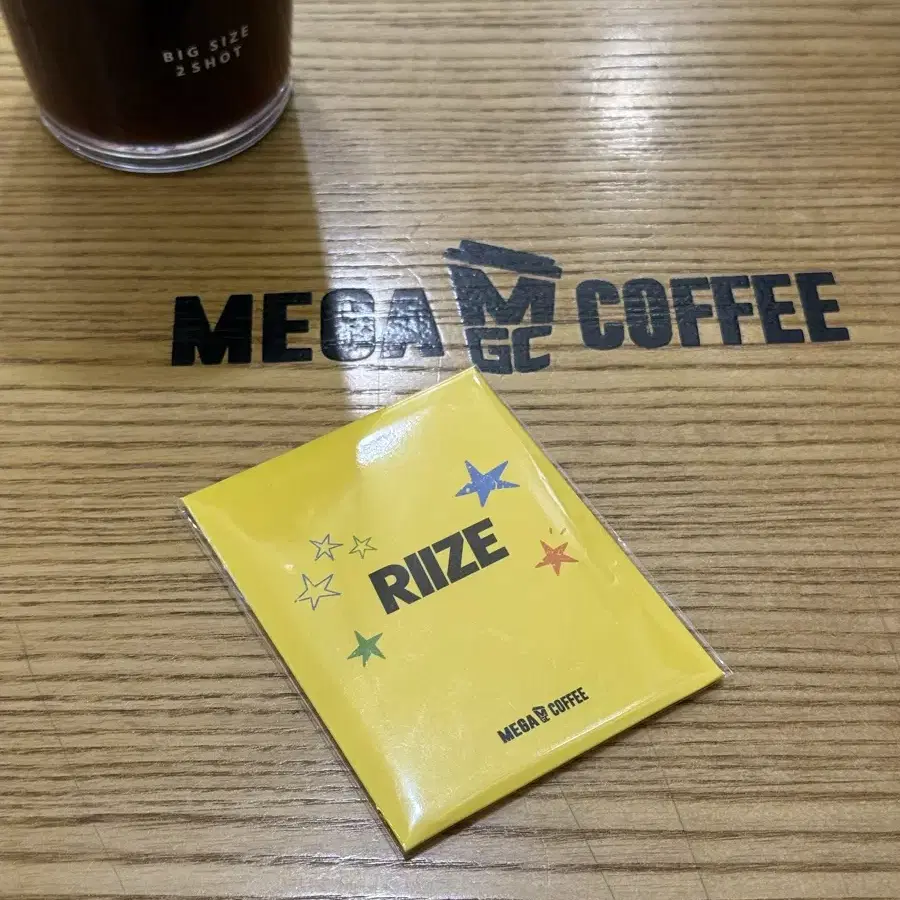 BIG SIZE
2 SHOT
MEGA MGC COFFEE
RIIZE
MEGA MGC COFFEE